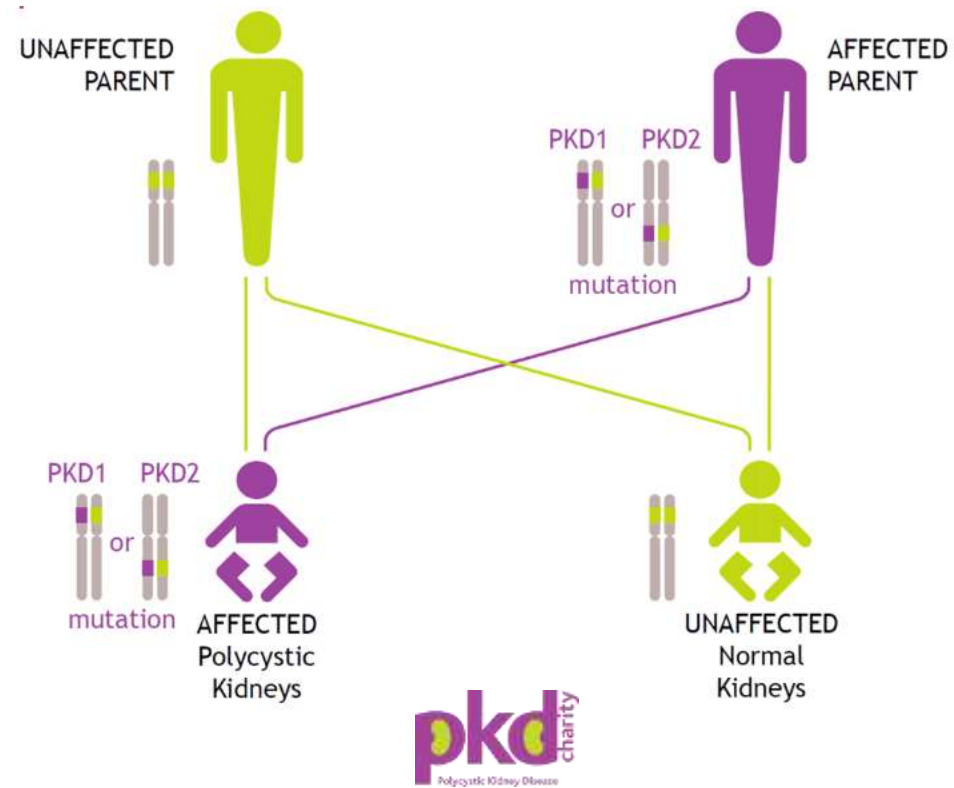 UNAFFECTED
PARENT
AFFECTED
PARENT
PKD1 PKD2
or
mutation
PKD1 PKD2
or
mutation
AFFECTED
Polycystic
Kidneys
UNAFFECTED
Normal
Kidneys
pkd
charity
Polycystic Kidney Disease